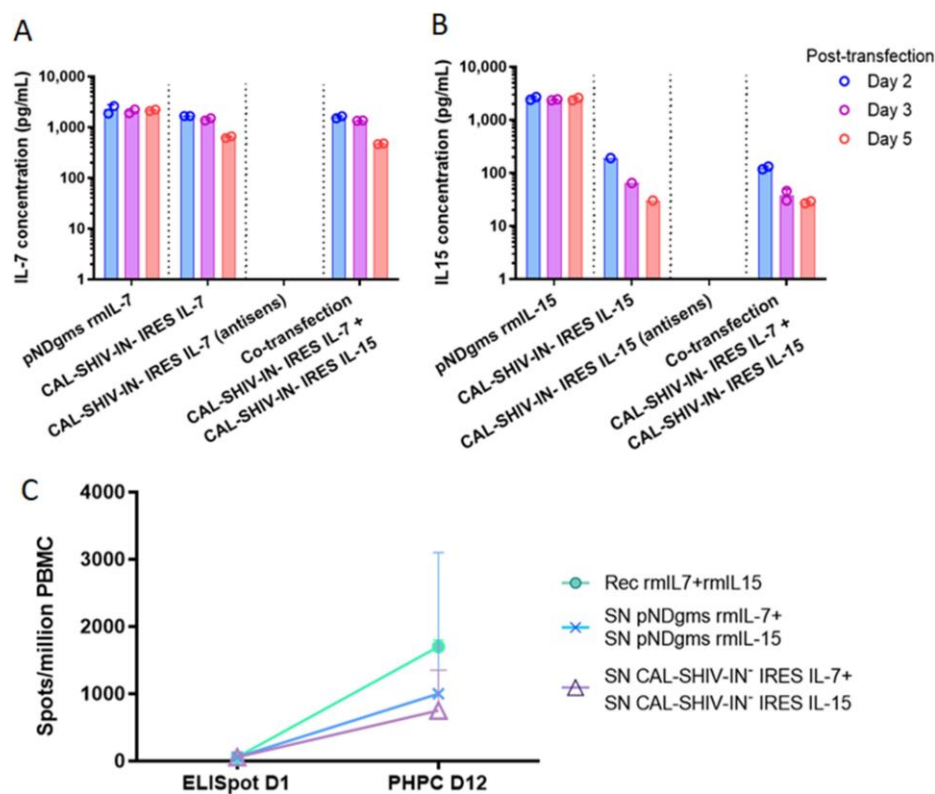 A
IL-7 concentration (pg/mL)
10,000
1,000
100
10
1
pNDgms rmIL-7
CAL-SHIV-IN- IRES IL-7
CAL-SHIV-IN- IRES IL-7 (antisens)
Co-transfection
CAL-SHIV-IN- IRES IL-7 +
CAL-SHIV-IN- IRES IL-15
B
IL15 concentration (pg/mL)
10,000
1,000
100
10
1
pNDgms rmIL-15
CAL-SHIV-IN- IRES IL-15
CAL-SHIV-IN- IRES IL-15 (antisens)
Co-transfection
CAL-SHIV-IN- IRES IL-7 +
CAL-SHIV-IN- IRES IL-15
Post-transfection
Day 2
Day 3
Day 5
C
Spots/million PBMC
4000
3000
2000
1000
0
ELISpot D1
PHPC D12
Rec rmIL7+rmIL15
SN pNDgms rmIL-7+
SN pNDgms rmIL-15
SN CAL-SHIV-IN⁻ IRES IL-7+
SN CAL-SHIV-IN⁻ IRES IL-15